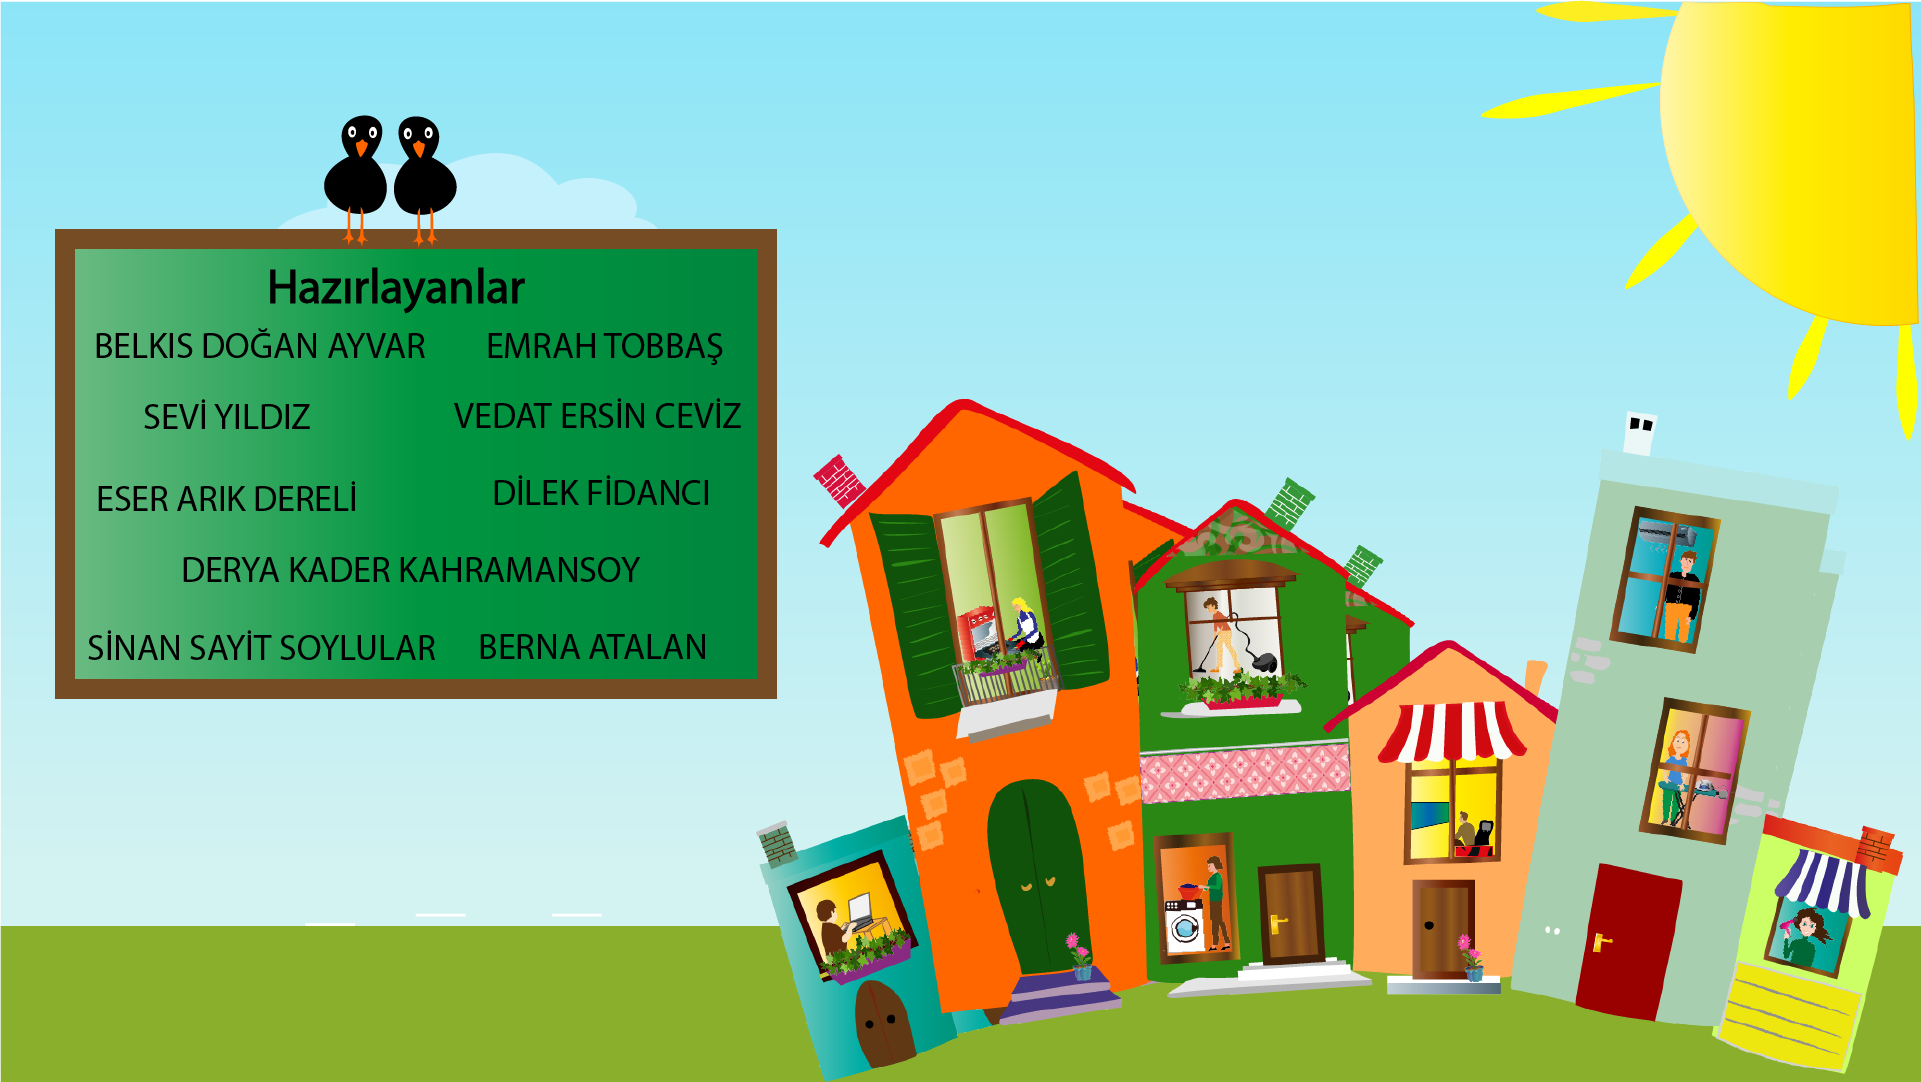 Hazırlayanlar
BELKIS DOĞAN AYVAR EMRAH TOBBAŞ
SEVİ YILDIZ VEDAT ERSİN CEVİZ
ESER ARIK DERELİ DİLEK FİDANCI
DERYA KADER KAHRAMANSOY
SİNAN SAYİT SOYLULAR BERNA ATALAN